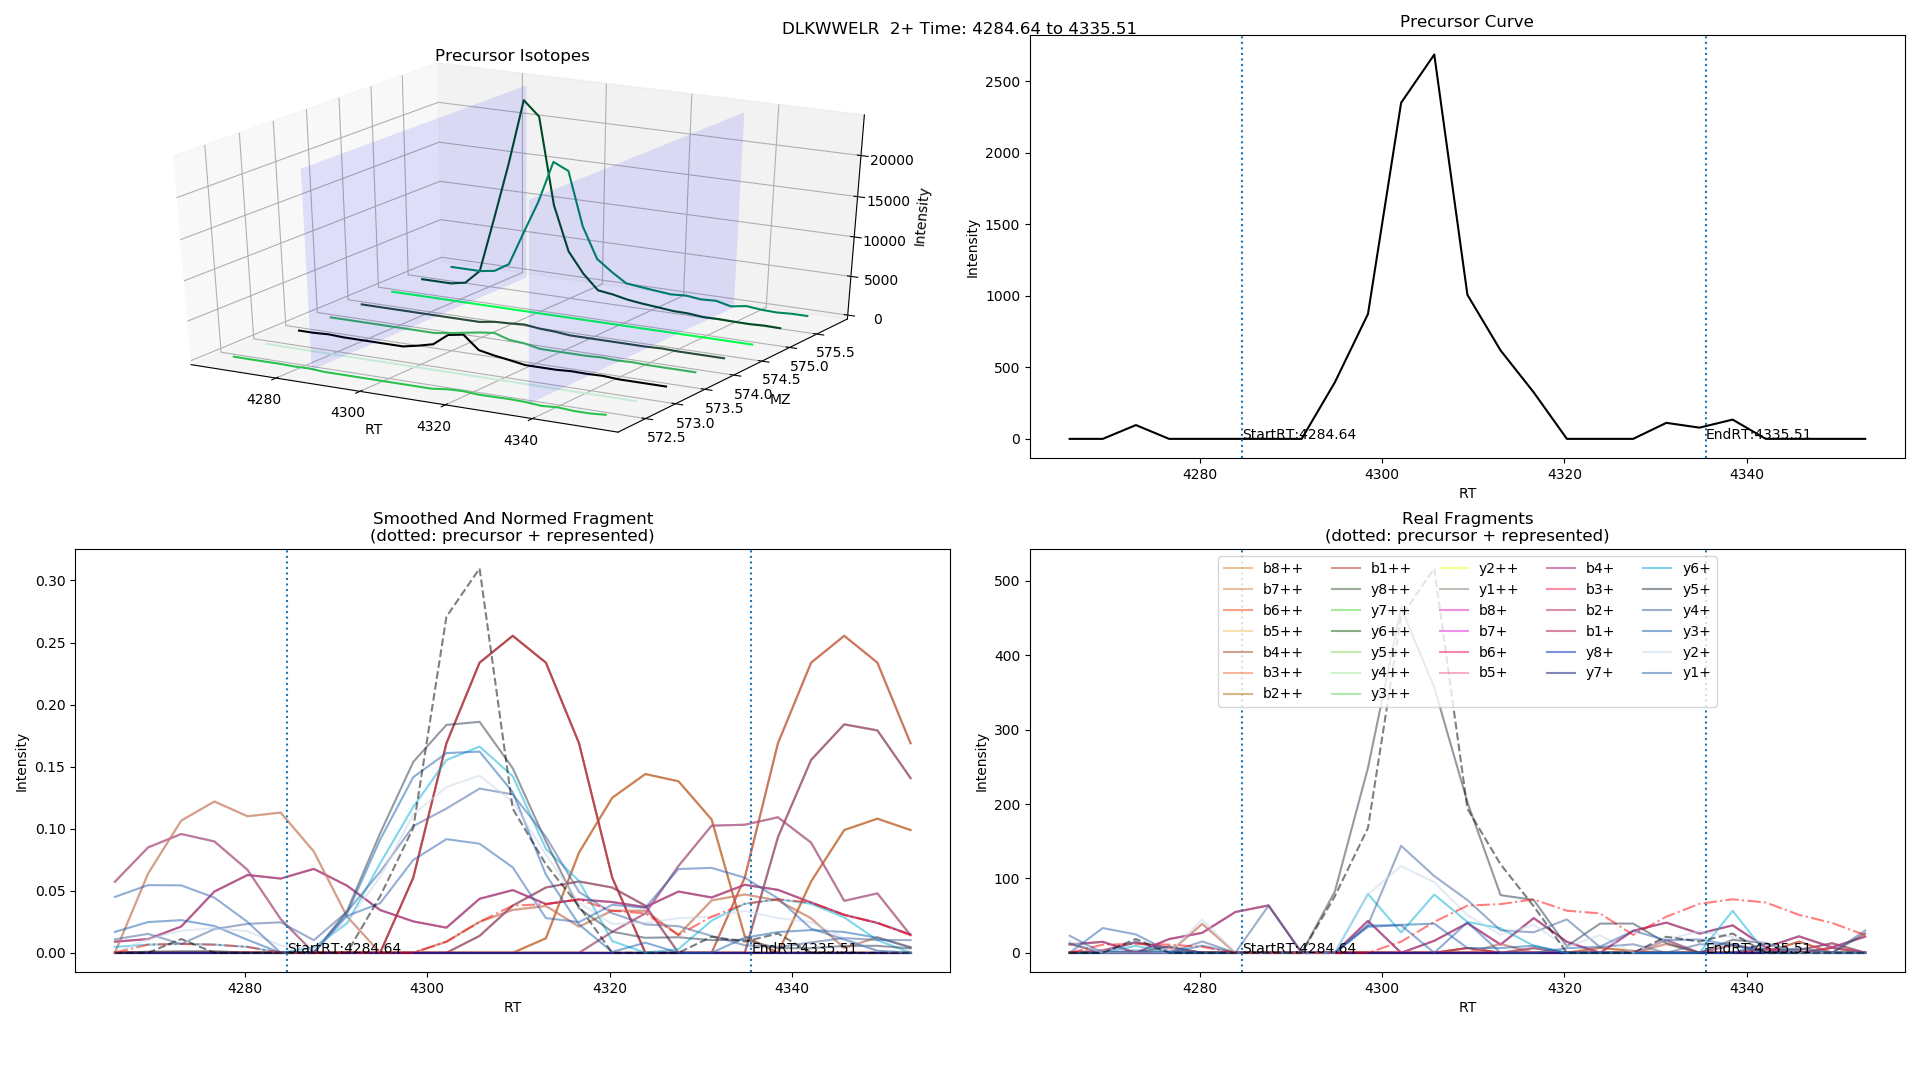 DLKWWELR  2+ Time: 4284.64 to 4335.51
Precursor Isotopes
20000
15000
10000
5000
0
Intensity
4280
4300
4320
4340
RT
572.5
573.0
573.5
574.0
574.5
575.0
575.5
MZ
Precursor Curve
2500
2000
1500
1000
500
0
Intensity
StartRT:4284.64
EndRT:4335.51
4280
4300
4320
4340
RT
Smoothed And Normed Fragment
(dotted: precursor + represented)
0.30
0.25
0.20
0.15
0.10
0.05
0.00
Intensity
StartRT:4284.64
EndRT:4335.51
4280
4300
4320
4340
RT
Real Fragments
(dotted: precursor + represented)
500
400
300
200
100
0
Intensity
b8++
b7++
b6++
b5++
b4++
b3++
b2++
b1++
y8++
y7++
y6++
y5++
y4++
y3++
y2++
y1++
b8+
b7+
b6+
b5+
b4+
b3+
b2+
b1+
y8+
y7+
y6+
y5+
y4+
y3+
y2+
y1+
StartRT:4284.64
EndRT:4335.51
4280
4300
4320
4340
RT